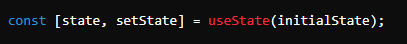 const [state, setState] = useState(initialState);